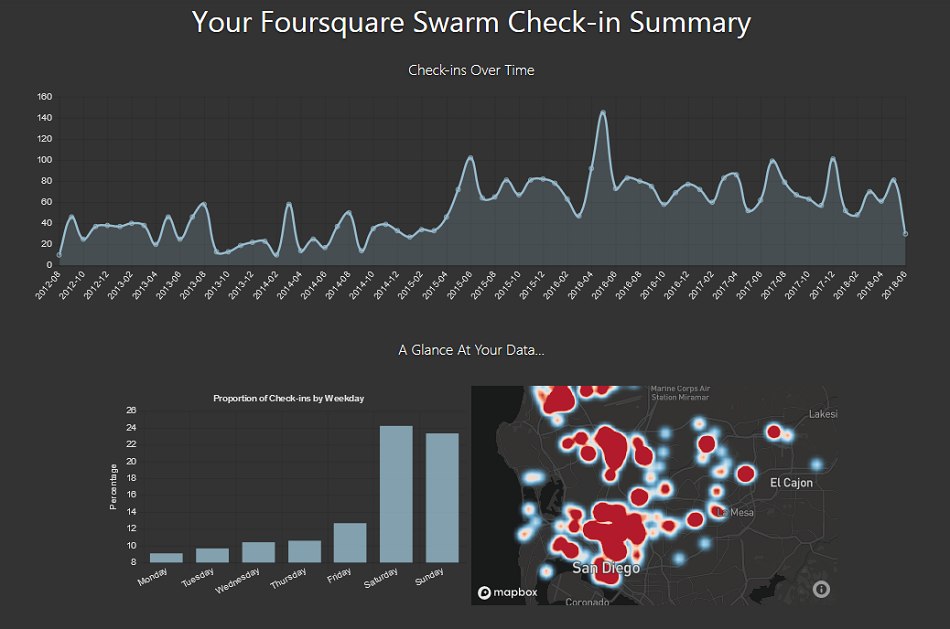 Your Foursquare Swarm Check-in Summary
Check-ins Over Time
160
140
120
100
80
60
40
20
0
2012-08
2012-10
2012-12
2013-02
2013-04
2013-06
2013-08
2013-10
2013-12
2014-02
2014-04
2014-06
2014-08
2014-10
2014-12
2015-02
2015-04
2015-06
2015-08
2015-10
2015-12
2016-02
2016-04
2016-06
2016-08
2016-10
2016-12
2017-02
2017-04
2017-06
2017-08
2017-10
2017-12
2018-02
2018-04
2018-06
A Glance At Your Data...
Proportion of Check-ins by Weekday
Percentage
26
24
22
20
18
16
14
12
10
8
Monday
Tuesday
Wednesday
Thursday
Friday
Saturday
Sunday
Marine Corps Air
Station Miramar
Lakesi
El Cajon
La Mesa
San Diego
Coronado
mapbox
i